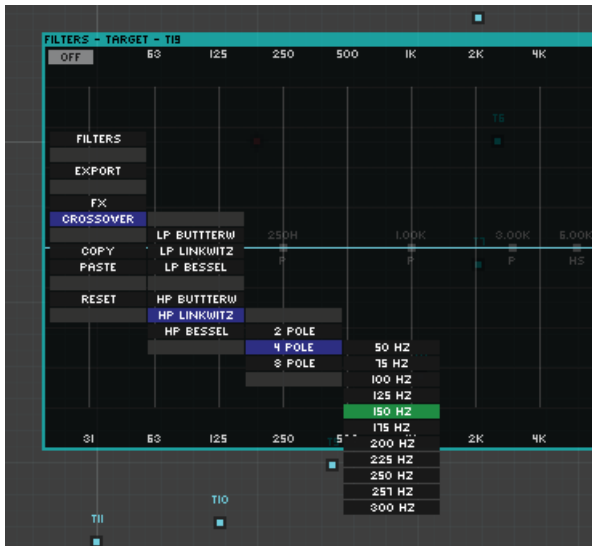 FILTERS - TARGET - T19
OFF 63 125 250 500 1K 2K 4K
T6
FILTERS
EXPORT
FX
CROSSOVER
LP BUTTTERW 250H 1.00K 3.00K 6.00K
COPY LP LINKWITZ P P P HS
PASTE LP BESSEL
RESET HP BUTTTERW
HP LINKWITZ
HP BESSEL 2 POLE
4 POLE 50 HZ
8 POLE 75 HZ
100 HZ
125 HZ
150 HZ
175 HZ
31 63 125 250 200 HZ 2K 4K
225 HZ
250 HZ
257 HZ
300 HZ
T10
T11